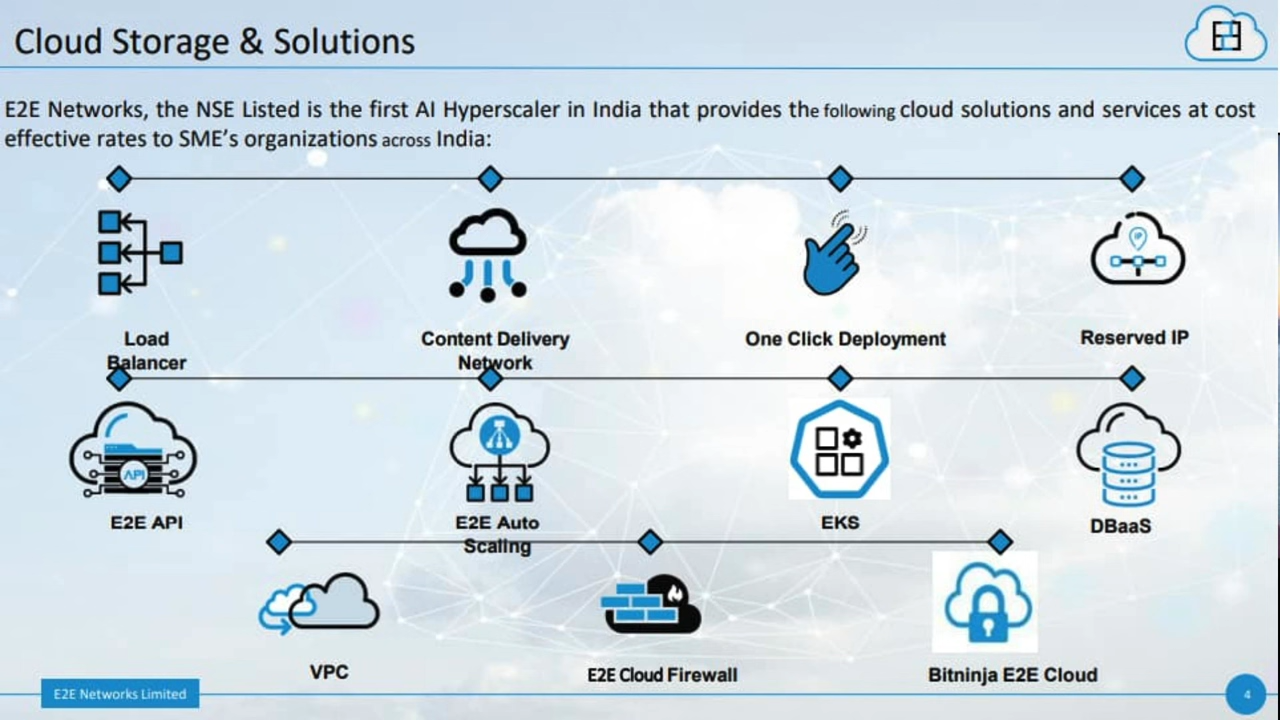 Cloud Storage & Solutions
E2E Networks, the NSE Listed is the first AI Hyperscaler in India that provides the following cloud solutions and services at cost
effective rates to SME's organizations across India:
IP
Load
Balancer
Content Delivery
Network
One Click Deployment
Reserved IP
API
E2E API
E2E Auto
Scaling
EKS
DBaaS
VPC
E2E Cloud Firewall
Bitninja E2E Cloud
E2E Networks Limited
4